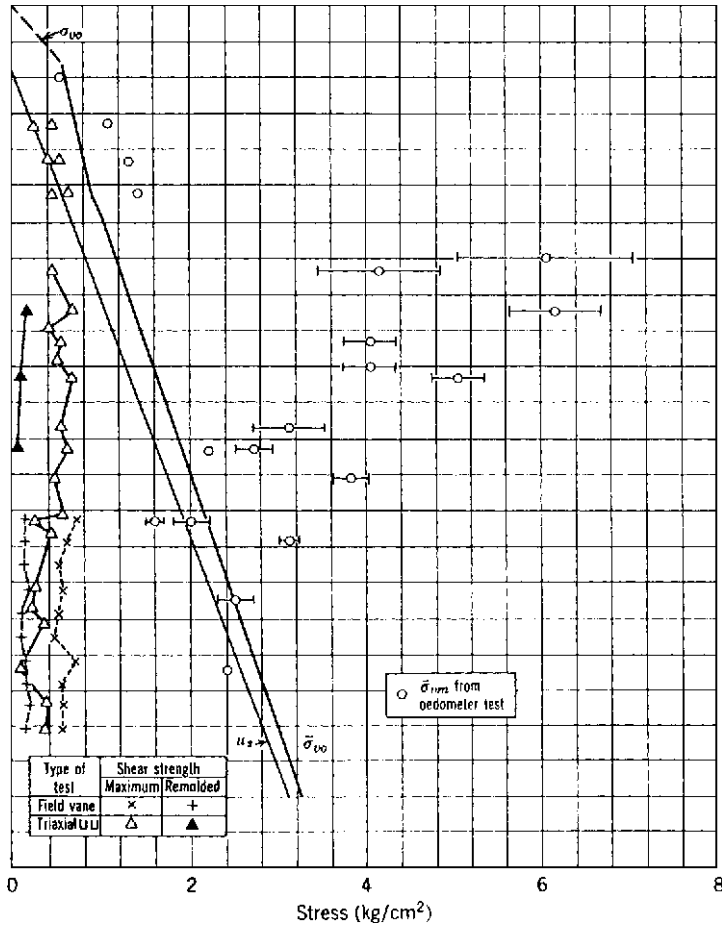 σ̄vo
ū̄vm from
oedometer test
us
σ̄vo
Type of test
Shear strength
Maximum
Remolded
Field vane
×
+
Triaxial UU
△
▲
0
2
4
6
8
Stress (kg/cm²)